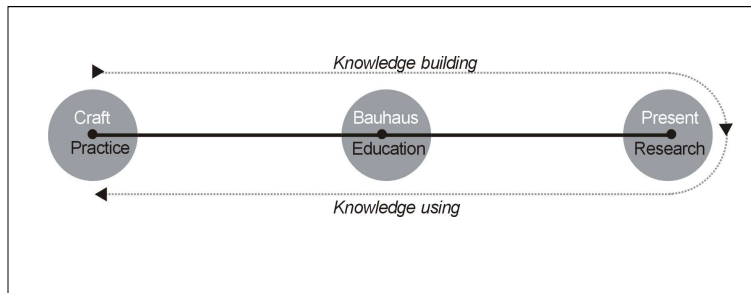 Knowledge building
Craft
Practice
Bauhaus
Education
Present
Research
Knowledge using